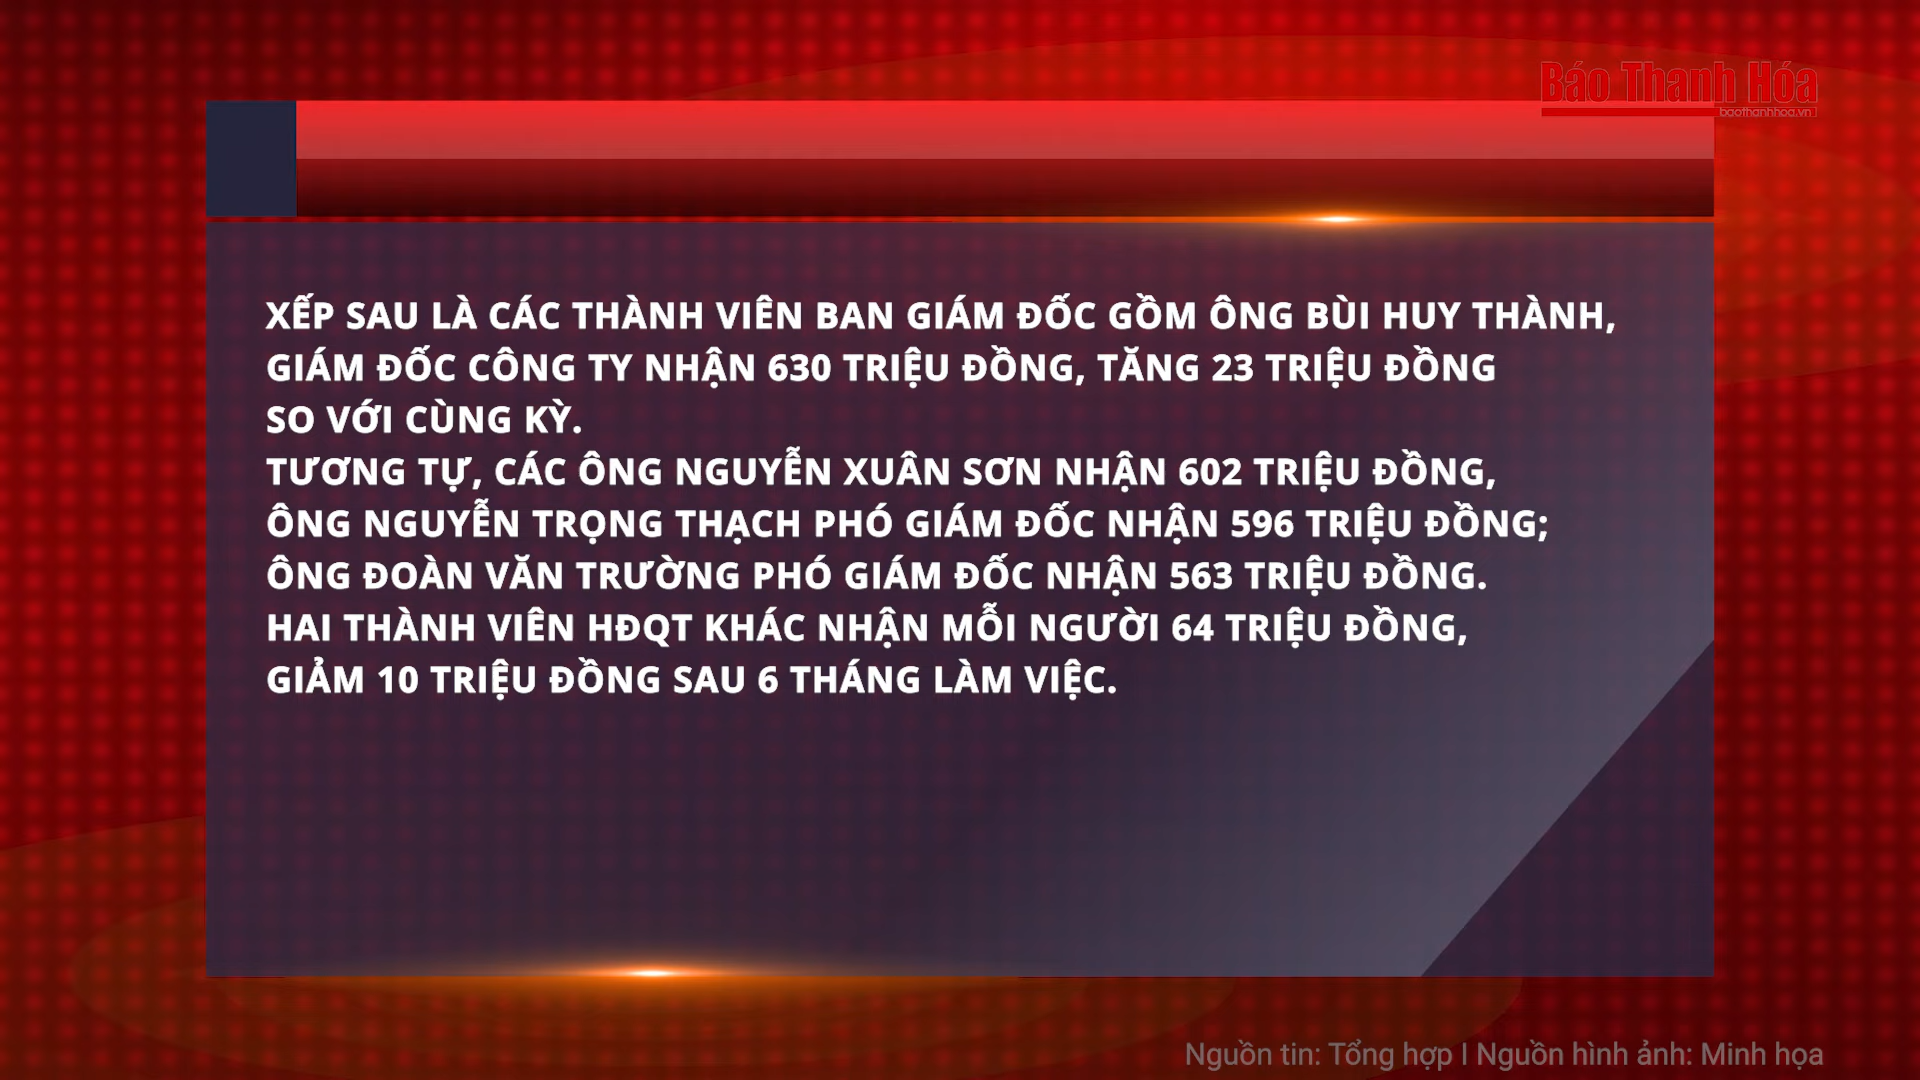 Báo Thanh Hóa
baothanhhoa.vn
XẾP SAU LÀ CÁC THÀNH VIÊN BAN GIÁM ĐỐC GỒM ÔNG BÙI HUY THÀNH,
GIÁM ĐỐC CÔNG TY NHẬN 630 TRIỆU ĐỒNG, TĂNG 23 TRIỆU ĐỒNG
SO VỚI CÙNG KỲ.
TƯƠNG TỰ, CÁC ÔNG NGUYỄN XUÂN SƠN NHẬN 602 TRIỆU ĐỒNG,
ÔNG NGUYỄN TRỌNG THẠCH PHÓ GIÁM ĐỐC NHẬN 596 TRIỆU ĐỒNG;
ÔNG ĐOÀN VĂN TRƯỜNG PHÓ GIÁM ĐỐC NHẬN 563 TRIỆU ĐỒNG.
HAI THÀNH VIÊN HĐQT KHÁC NHẬN MỖI NGƯỜI 64 TRIỆU ĐỒNG,
GIẢM 10 TRIỆU ĐỒNG SAU 6 THÁNG LÀM VIỆC.
Nguồn tin: Tổng hợp I Nguồn hình ảnh: Minh họa